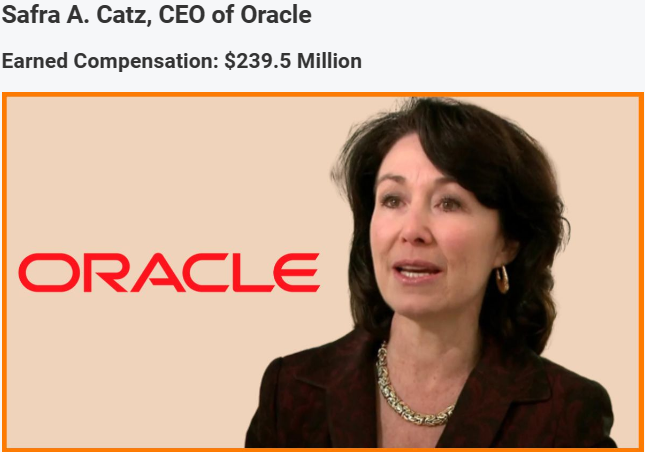 Safra A. Catz, CEO of Oracle
Earned Compensation: $239.5 Million
ORACLE